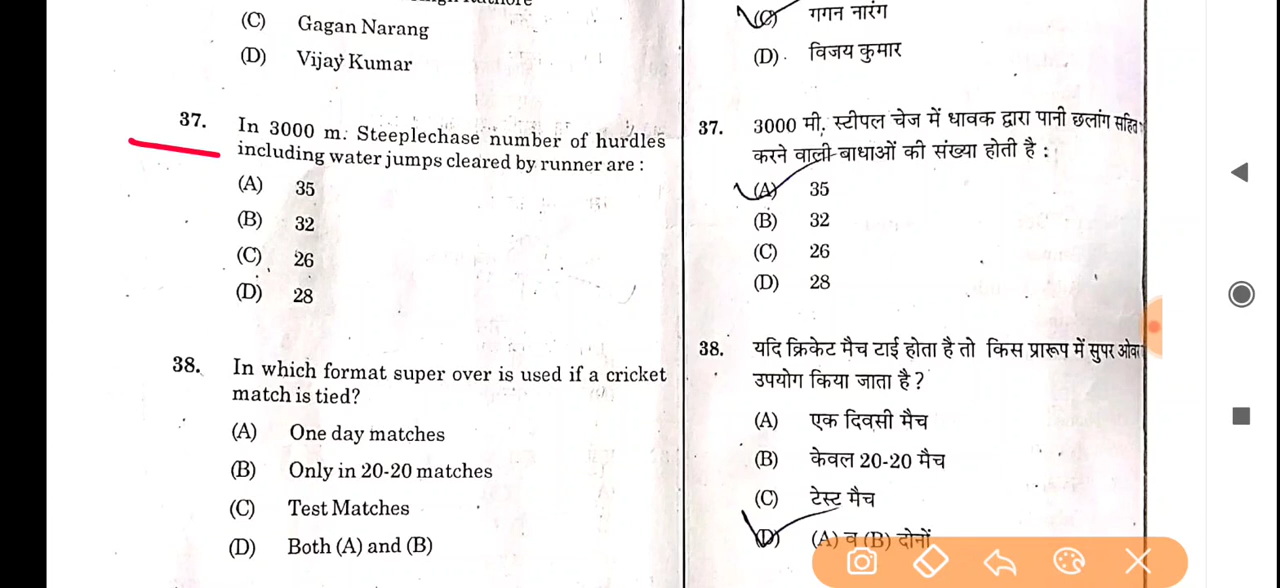 (C) Gagan Narang
(D) Vijay Kumar
37. In 3000 m. Steeplechase number of hurdles
including water jumps cleared by runner are :
(A) 35
(B) 32
(C) 26
(D) 28
38. In which format super over is used if a cricket
match is tied?
(A) One day matches
(B) Only in 20-20 matches
(C) Test Matches
(D) Both (A) and (B)
(C) गगन नारंग
(D) विजय कुमार
37. 3000 मी. स्टीपल चेज में धावक द्वारा पानी छलांग सहित
करने वाली बाधाओं की संख्या होती है :
(A) 35
(B) 32
(C) 26
(D) 28
38. यदि क्रिकेट मैच टाई होता है तो किस प्रारूप में सुपर ओवर
उपयोग किया जाता है ?
(A) एक दिवसी मैच
(B) केवल 20-20 मैच
(C) टेस्ट मैच
(D) (A) व (B) दोनों